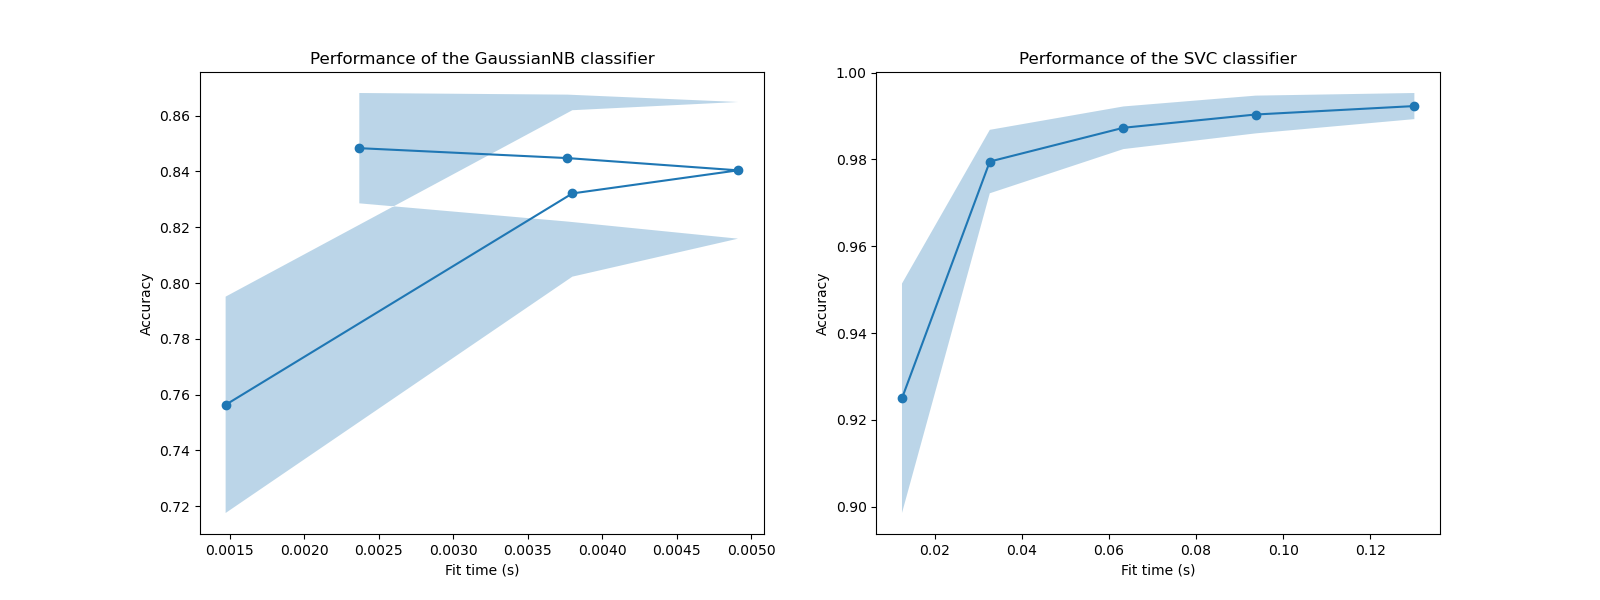 Performance of the GaussianNB classifier
0.86
0.84
0.82
0.80
0.78
0.76
0.74
0.72
Accuracy
0.0015 0.0020 0.0025 0.0030 0.0035 0.0040 0.0045 0.0050
Fit time (s)
Performance of the SVC classifier
1.00
0.98
0.96
0.94
0.92
0.90
Accuracy
0.02 0.04 0.06 0.08 0.10 0.12
Fit time (s)